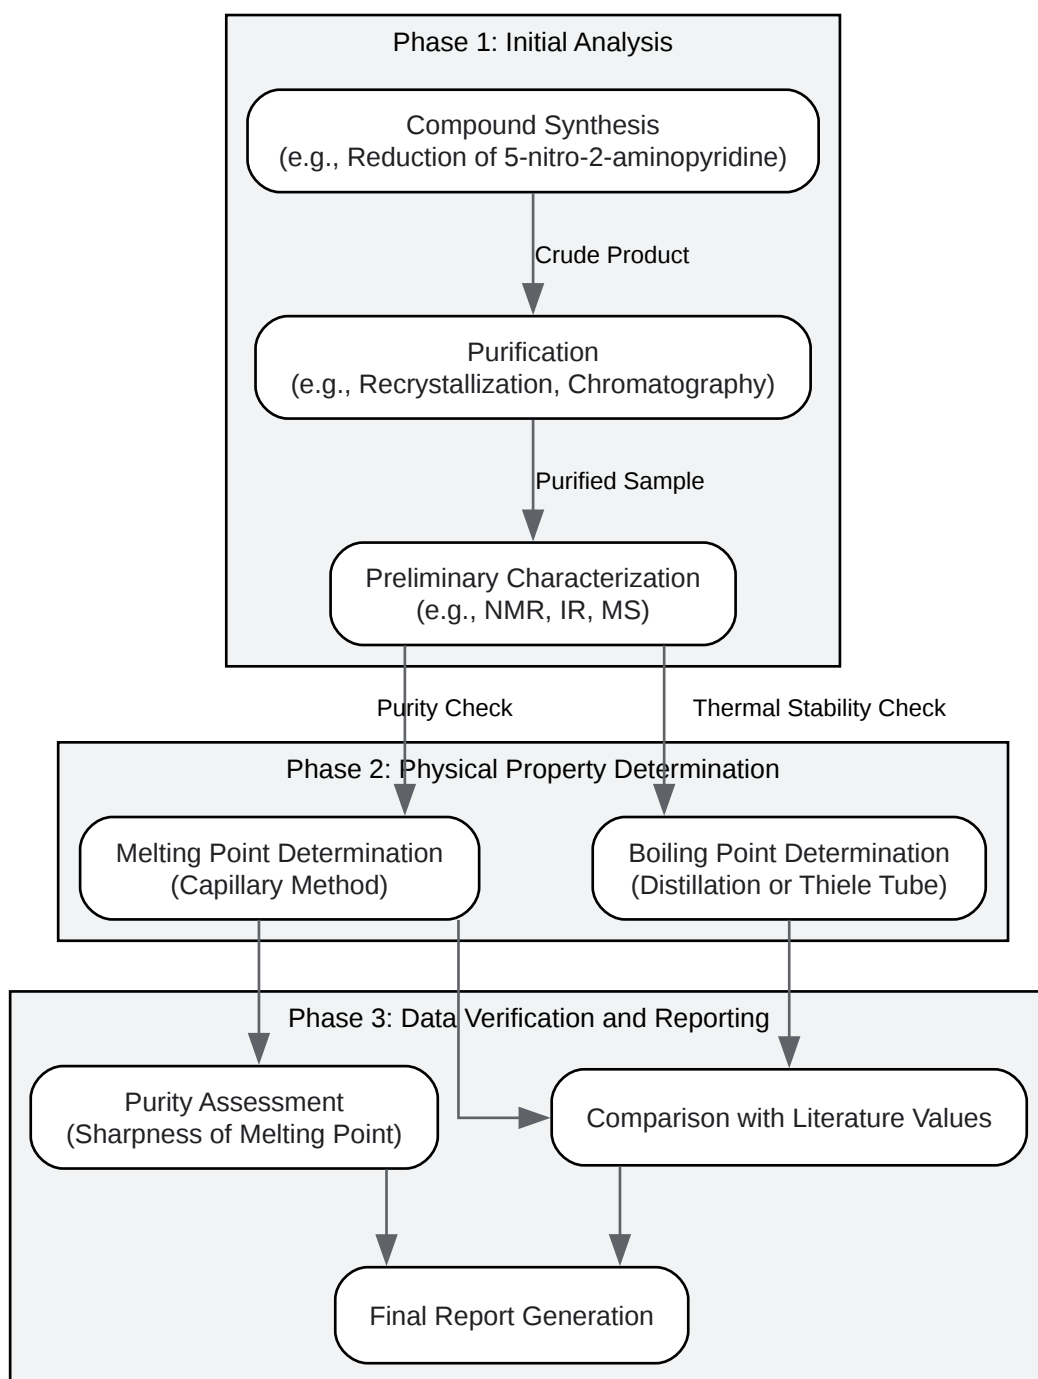 Phase 1: Initial Analysis
Compound Synthesis
(e.g., Reduction of 5-nitro-2-aminopyridine)
Crude Product
Purification
(e.g., Recrystallization, Chromatography)
Purified Sample
Preliminary Characterization
(e.g., NMR, IR, MS)
Purity Check
Thermal Stability Check
Phase 2: Physical Property Determination
Melting Point Determination
(Capillary Method)
Boiling Point Determination
(Distillation or Thiele Tube)
Phase 3: Data Verification and Reporting
Purity Assessment
(Sharpness of Melting Point)
Comparison with Literature Values
Final Report Generation